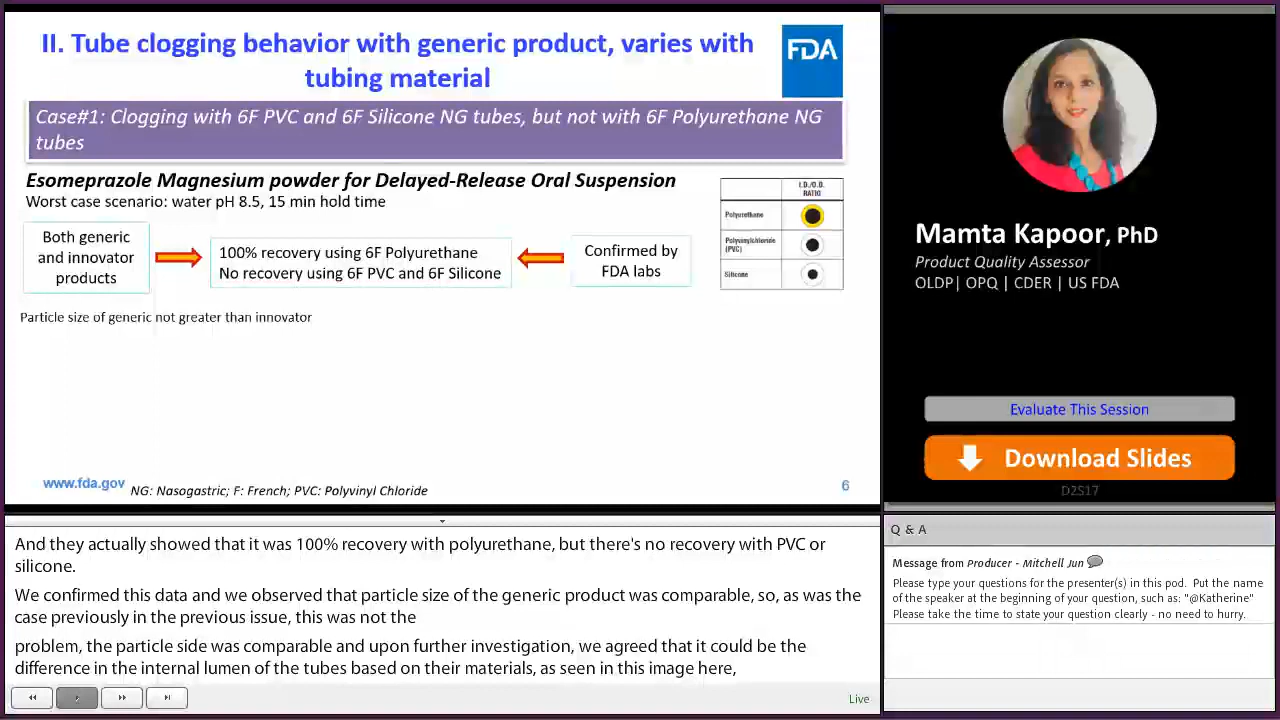 II. Tube clogging behavior with generic product, varies with
tubing material
FDA
Case#1: Clogging with 6F PVC and 6F Silicone NG tubes, but not with 6F Polyurethane NG
tubes
Esomeprazole Magnesium powder for Delayed-Release Oral Suspension
Worst case scenario: water pH 8.5, 15 min hold time
Both generic
and innovator
products
100% recovery using 6F Polyurethane
No recovery using 6F PVC and 6F Silicone
Confirmed by
FDA labs
I.D./O.D.
RATIO
Polyurethane
Polyvinylchloride
(PVC)
Silicone
Particle size of generic not greater than innovator
www.fda.gov
NG: Nasogastric; F: French; PVC: Polyvinyl Chloride
6
Mamta Kapoor, PhD
Product Quality Assessor
OLDP| OPQ | CDER | US FDA
Evaluate This Session
Download Slides
D2S17
And they actually showed that it was 100% recovery with polyurethane, but there's no recovery with PVC or
silicone.
We confirmed this data and we observed that particle size of the generic product was comparable, so, as was the
case previously in the previous issue, this was not the
problem, the particle side was comparable and upon further investigation, we agreed that it could be the
difference in the internal lumen of the tubes based on their materials, as seen in this image here,
Live
Q & A
Message from Producer - Mitchell Jun
Please type your questions for the presenter(s) in this pod. Put the name
of the speaker at the beginning of your question, such as: "@Katherine"
Please take the time to state your question clearly - no need to hurry.